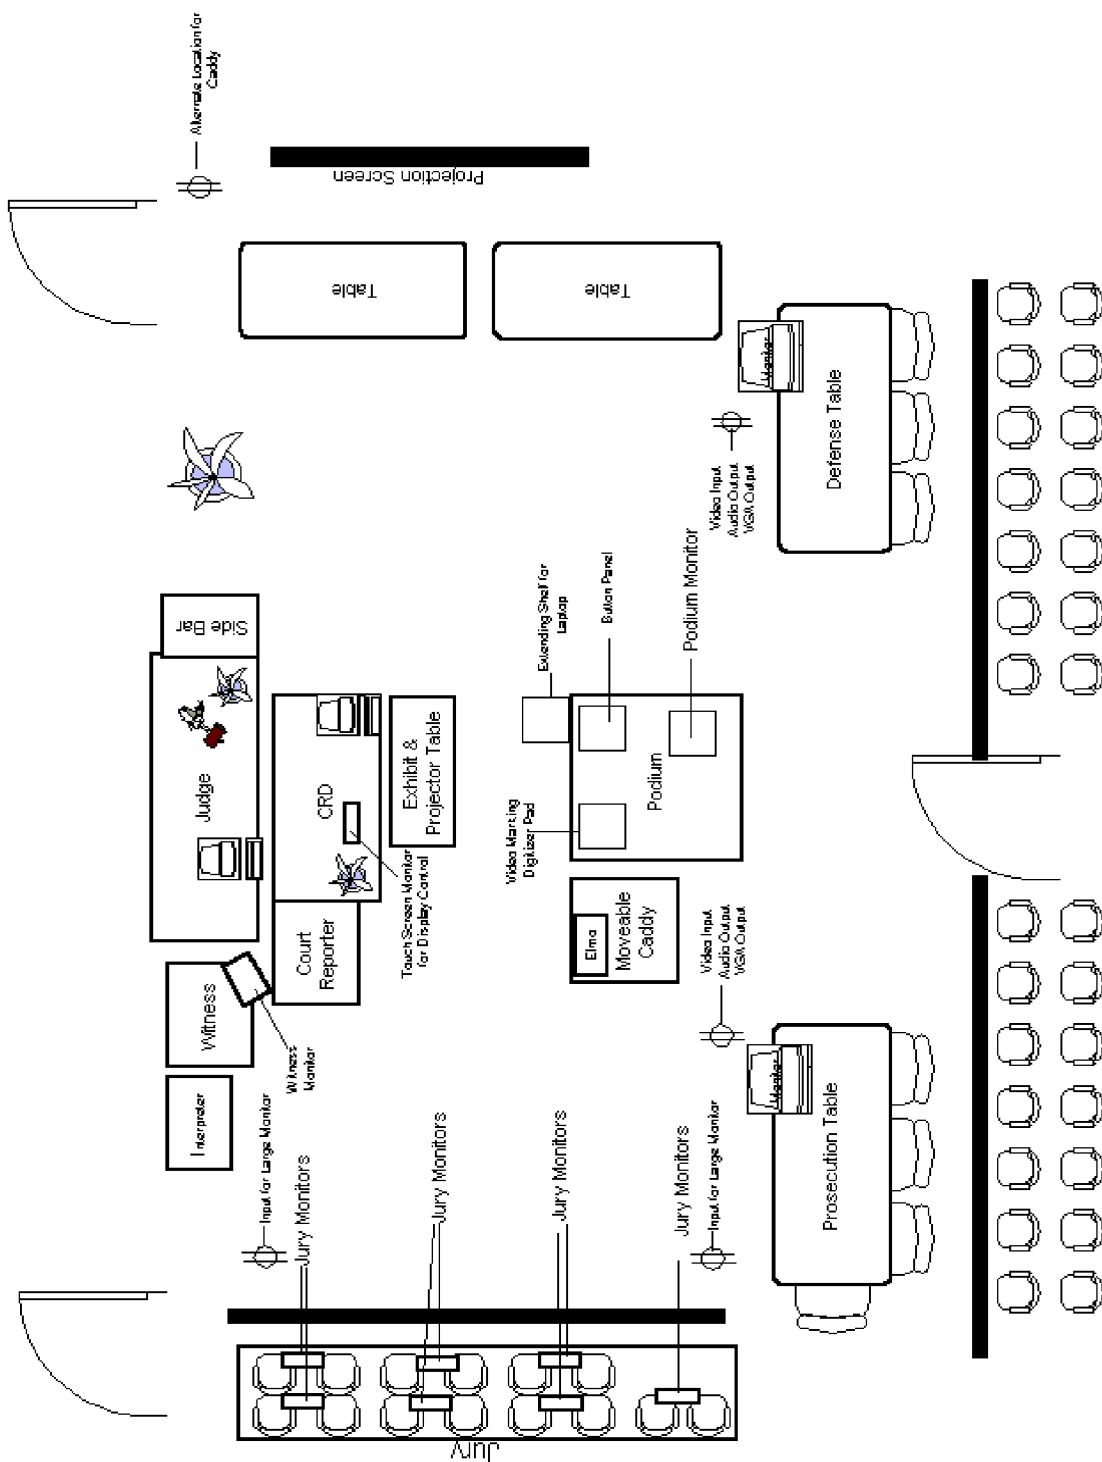 Alternate Location for
Caddy
Projection Screen
Table
Table
Monitor
Defense Table
Video Input
Audio Output
VGA Output
Side Bar
Judge
CRD
Exhibit &
Projector Table
Touch Screen Monitor
for Display Control
Court
Reporter
Witness
Witness
Monitor
Interpreter
Extending Shelf for
Laptop
Button Panel
Podium Monitor
Podium
Video Marking
Digitizer Pad
Elmo
Moveable
Caddy
Video Input
Audio Output
VGA Output
Monitor
Prosecution Table
Input for Large Monitor
Jury Monitors
Jury Monitors
Jury Monitors
Jury Monitors
Input for Large Monitor
Jury